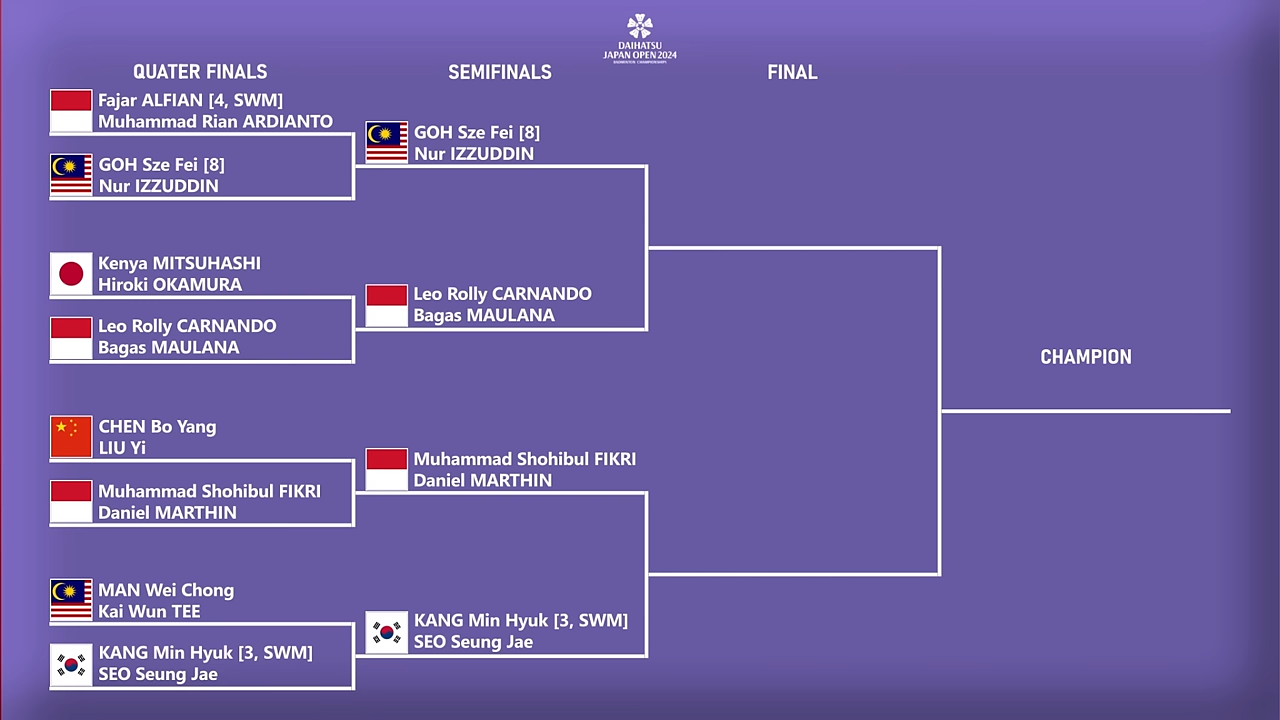 DAIHATSU
JAPAN OPEN 2024
BADMINTON CHAMPIONSHIPS
QUATER FINALS
SEMIFINALS
FINAL
Fajar ALFIAN [4, SWM]
Muhammad Rian ARDIANTO
GOH Sze Fei [8]
Nur IZZUDDIN
Kenya MITSUHASHI
Hiroki OKAMURA
Leo Rolly CARNANDO
Bagas MAULANA
CHEN Bo Yang
LIU Yi
Muhammad Shohibul FIKRI
Daniel MARTHIN
MAN Wei Chong
Kai Wun TEE
KANG Min Hyuk [3, SWM]
SEO Seung Jae
GOH Sze Fei [8]
Nur IZZUDDIN
Leo Rolly CARNANDO
Bagas MAULANA
Muhammad Shohibul FIKRI
Daniel MARTHIN
KANG Min Hyuk [3, SWM]
SEO Seung Jae
CHAMPION